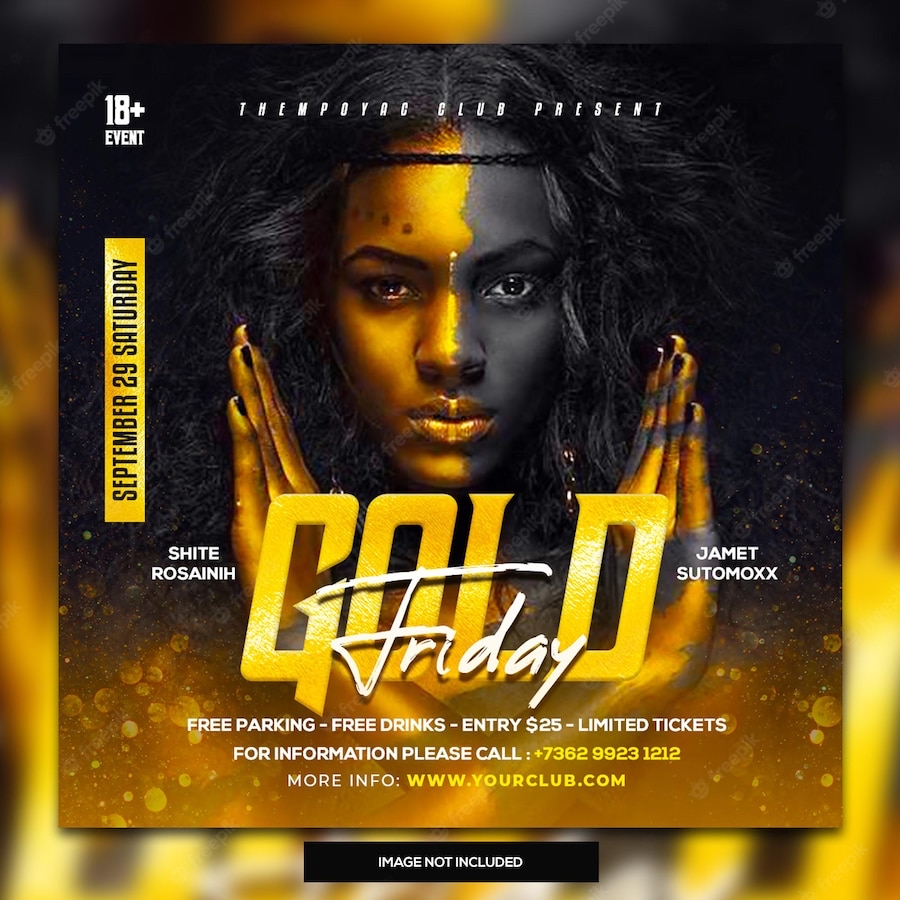 18+
EVENT
THEMPOYAC CLUB PRESENT
SEPTEMBER 29 SATURDAY
SHITE
ROSAINIH
JAMET
SUTOMOXX
GOLD
Friday
FREE PARKING - FREE DRINKS - ENTRY $25 - LIMITED TICKETS
FOR INFORMATION PLEASE CALL : +7362 9923 1212
MORE INFO: WWW.YOURCLUB.COM
IMAGE NOT INCLUDED
freepik